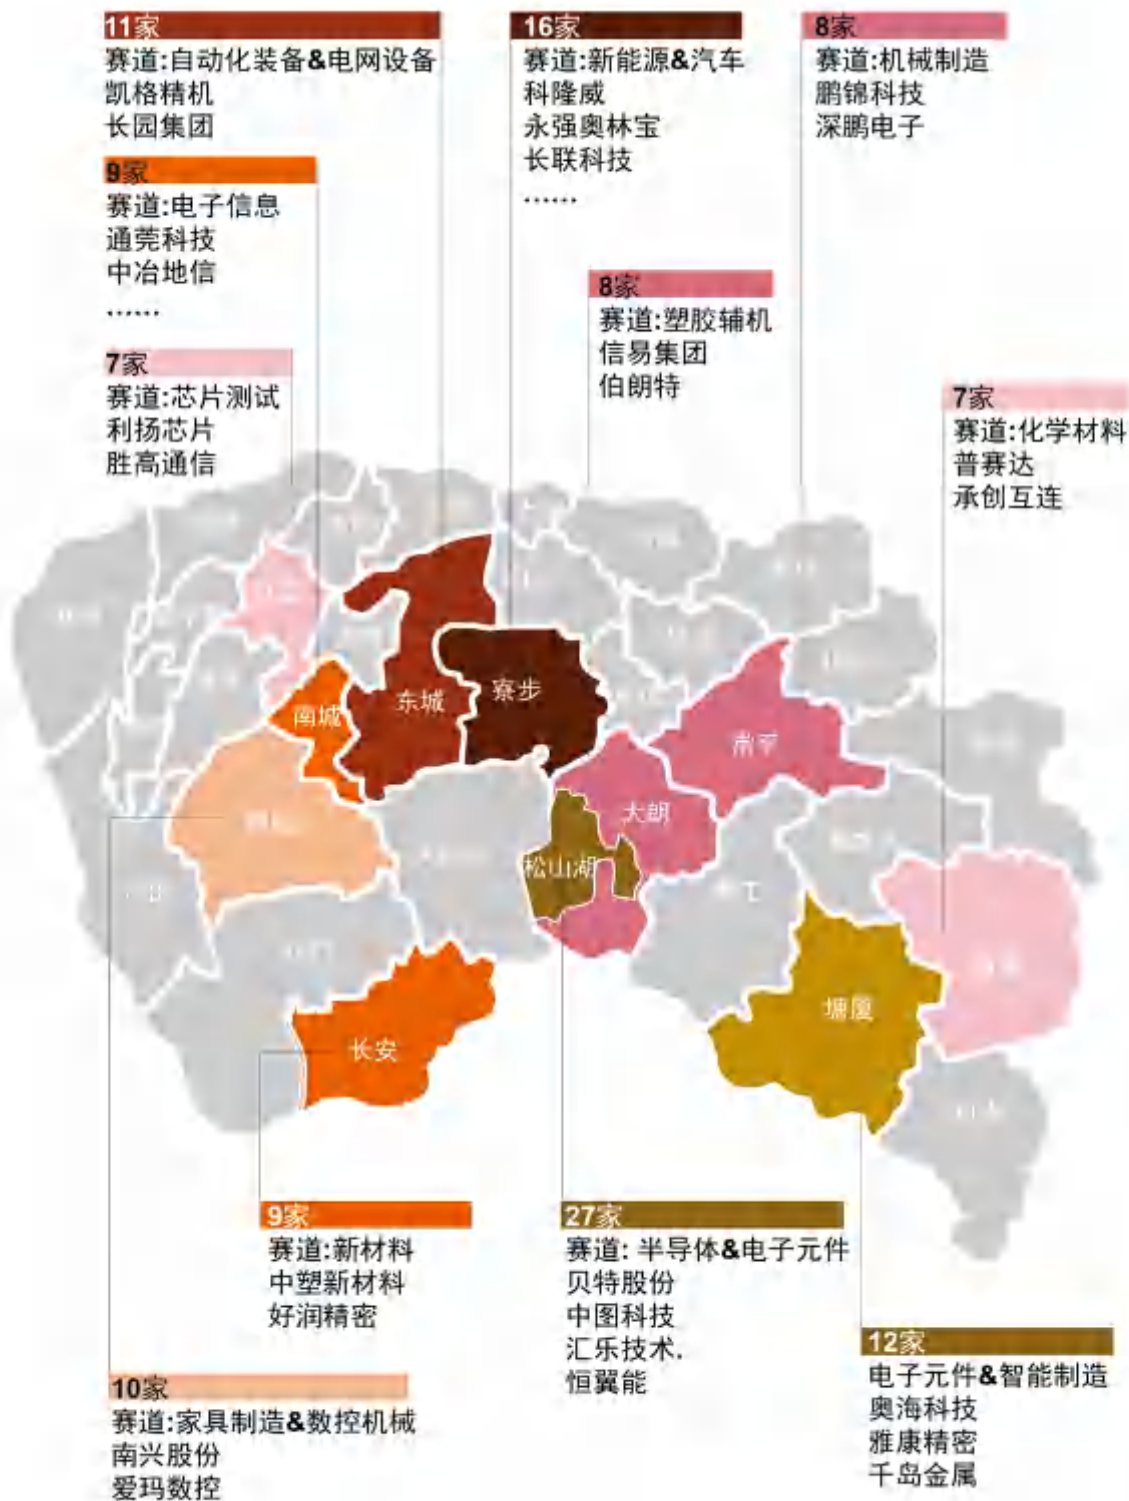 11家
赛道:自动化装备&电网设备
凯格精机
长园集团
16家
赛道:新能源&汽车
科隆威
永强奥林宝
长联科技
……
8家
赛道:机械制造
鹏锦科技
深鹏电子
9家
赛道:电子信息
通莞科技
中冶地信
……
8家
赛道:塑胶辅机
信易集团
伯朗特
7家
赛道:芯片测试
利扬芯片
胜高通信
7家
赛道:化学材料
普赛达
承创互连
南城
东城
寮步
大朗
松山湖
塘厦
长安
9家
赛道:新材料
中塑新材料
好润精密
27家
赛道: 半导体&电子元件
贝特股份
中图科技
汇乐技术.
恒翼能
12家
电子元件&智能制造
奥海科技
雅康精密
千岛金属
10家
赛道:家具制造&数控机械
南兴股份
爱玛数控